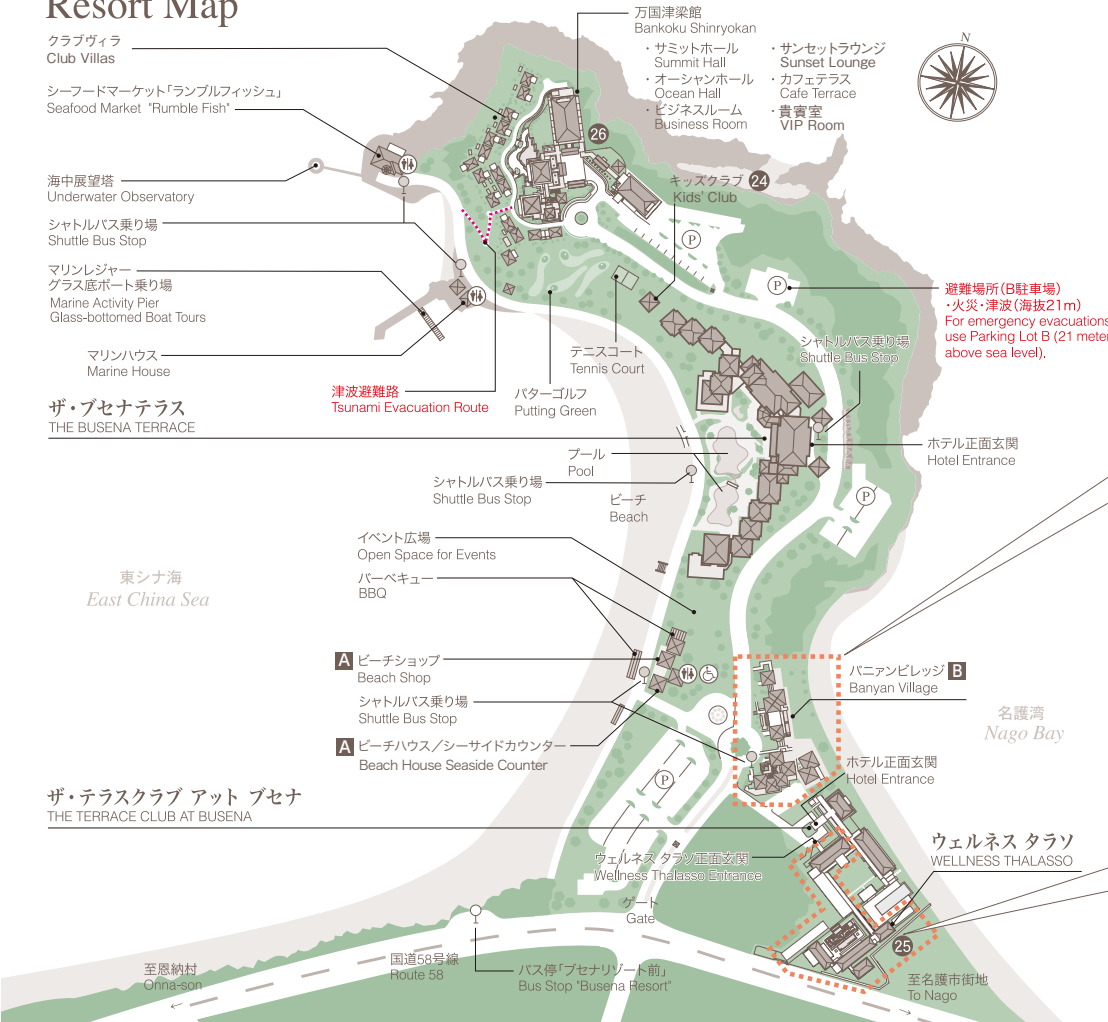 Resort Map
クラブヴィラ
Club Villas
シーフードマーケット「ランブルフィッシュ」
Seafood Market "Rumble Fish"
海中展望塔
Underwater Observatory
シャトルバス乗り場
Shuttle Bus Stop
マリンレジャー
グラス底ボート乗り場
Marine Activity Pier
Glass-bottomed Boat Tours
マリンハウス
Marine House
万国津梁館
Bankoku Shinryokan
・サミットホール
Summit Hall
・オーシャンホール
Ocean Hall
・ビジネスルーム
Business Room
・サンセットラウンジ
Sunset Lounge
・カフェテラス
Cafe Terrace
・貴賓室
VIP Room
N
26
キッズクラブ 24
Kids' Club
P
P
避難場所(B駐車場)
・火災・津波(海抜21m)
For emergency evacuations
use Parking Lot B (21 meter
above sea level).
シャトルバス乗り場
Shuttle Bus Stop
テニスコート
Tennis Court
津波避難路
Tsunami Evacuation Route
パターゴルフ
Putting Green
ザ・ブセナテラス
THE BUSENA TERRACE
ホテル正面玄関
Hotel Entrance
プール
Pool
シャトルバス乗り場
Shuttle Bus Stop
ビーチ
Beach
P
イベント広場
Open Space for Events
バーベキュー
BBQ
東シナ海
East China Sea
A ビーチショップ
Beach Shop
シャトルバス乗り場
Shuttle Bus Stop
A ビーチハウス／シーサイドカウンター
Beach House Seaside Counter
バニアンビレッジ B
Banyan Village
名護湾
Nago Bay
ホテル正面玄関
Hotel Entrance
P
ザ・テラスクラブ アット ブセナ
THE TERRACE CLUB AT BUSENA
ウェルネス タラソ
WELLNESS THALASSO
ウェルネス タラソ正面玄関
Wellness Thalasso Entrance
ゲート
Gate
25
至恩納村
Onna-son
国道58号線
Route 58
バス停「ブセナリゾート前」
Bus Stop "Busena Resort"
至名護市街地
To Nago